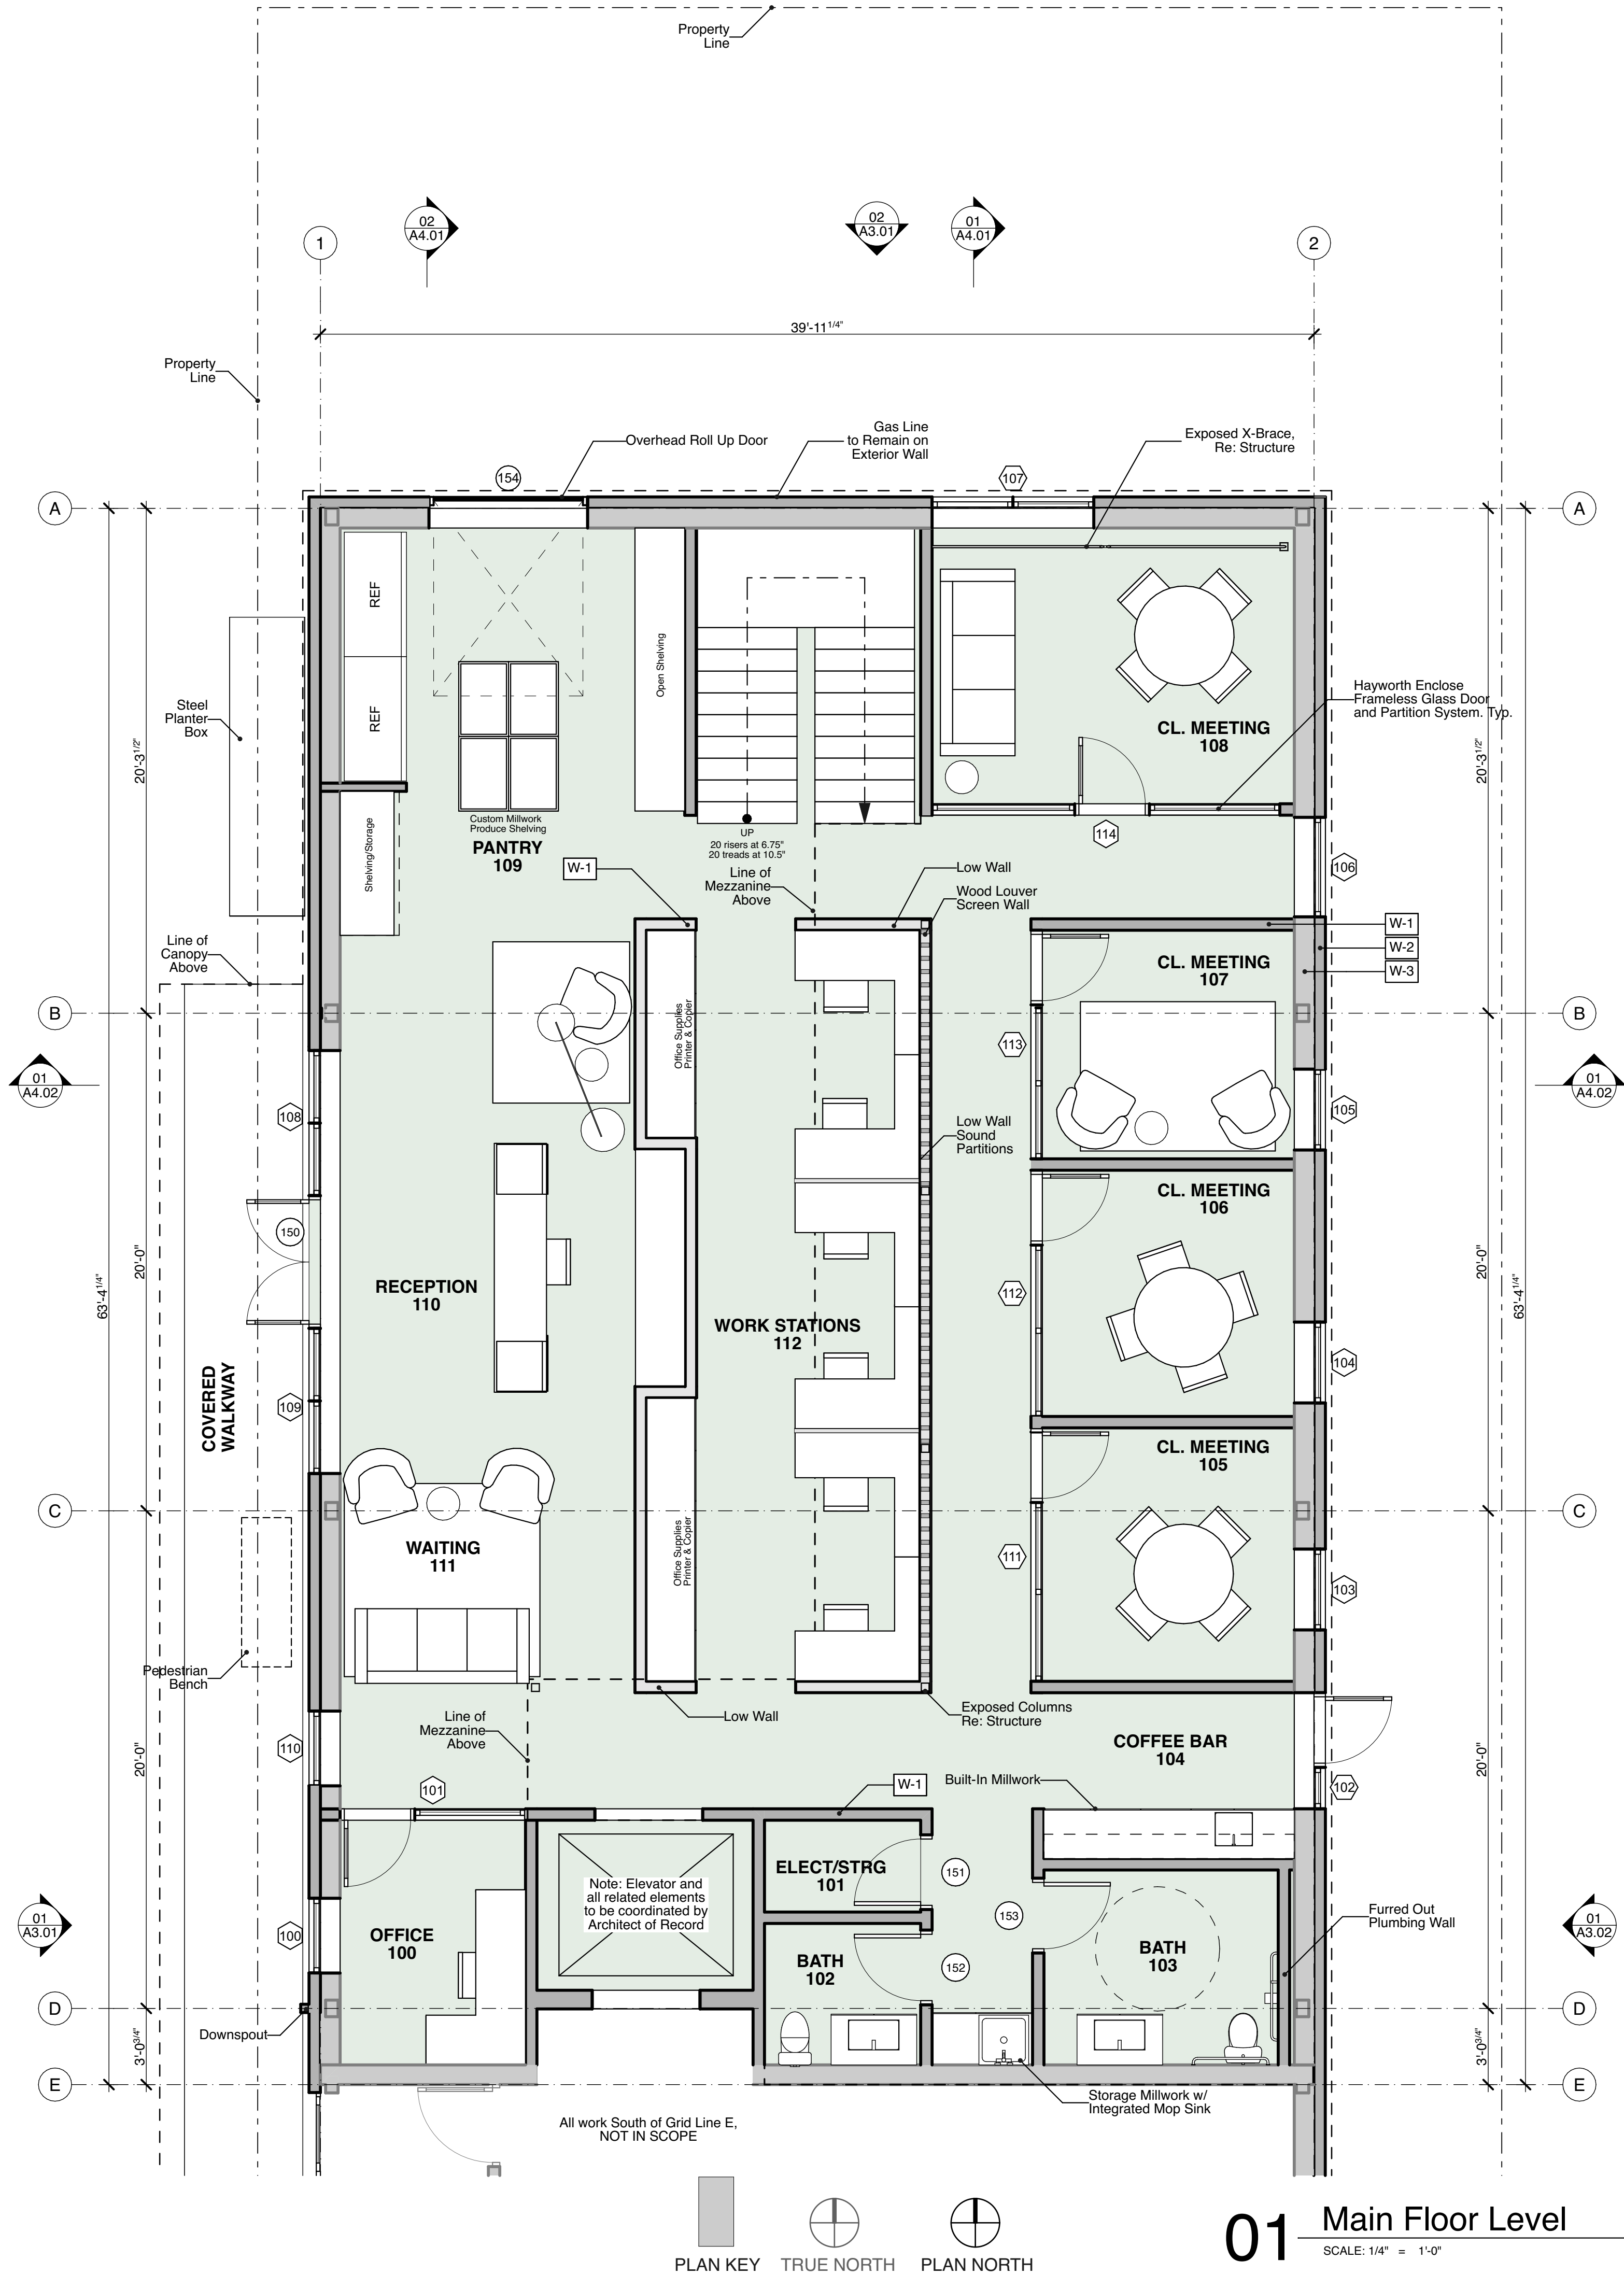 Property
Line
02
A4.01
02
A3.01
01
A4.01
1
2
39'-11 1/4"
Property
Line
Overhead Roll Up Door
Gas Line
to Remain on
Exterior Wall
Exposed X-Brace,
Re: Structure
154
107
A
A
REF
REF
Open Shelving
Steel
Planter
Box
Hayworth Enclose
Frameless Glass Door
and Partition System. Typ.
CL. MEETING
108
20'-3 1/2"
20'-3 1/2"
Custom Millwork
Produce Shelving
PANTRY
109
Shelving/Storage
UP
20 risers at 6.75"
20 treads at 10.5"
114
106
W-1
Line of
Mezzanine
Above
Low Wall
Wood Louver
Screen Wall
W-1
W-2
W-3
Line of
Canopy
Above
CL. MEETING
107
B
B
Office Supplies
Printer & Copier
113
01
A4.02
01
A4.02
108
105
Low Wall
Sound
Partitions
CL. MEETING
106
150
20'-0"
20'-0"
63'-4 1/4"
63'-4 1/4"
RECEPTION
110
112
WORK STATIONS
112
104
COVERED
WALKWAY
109
CL. MEETING
105
C
C
WAITING
111
Office Supplies
Printer & Copier
111
103
Pedestrian
Bench
Line of
Mezzanine
Above
Low Wall
Exposed Columns
Re: Structure
110
20'-0"
20'-0"
COFFEE BAR
104
101
W-1
Built-In Millwork
102
ELECT/STRG
101
151
Note: Elevator and
all related elements
to be coordinated by
Architect of Record
153
Furred Out
Plumbing Wall
01
A3.01
01
A3.02
100
OFFICE
100
BATH
102
152
BATH
103
D
D
Downspout
3'-0 3/4"
3'-0 3/4"
E
E
Storage Millwork w/
Integrated Mop Sink
All work South of Grid Line E,
NOT IN SCOPE
PLAN KEY
TRUE NORTH
PLAN NORTH
01
Main Floor Level
SCALE: 1/4" = 1'-0"